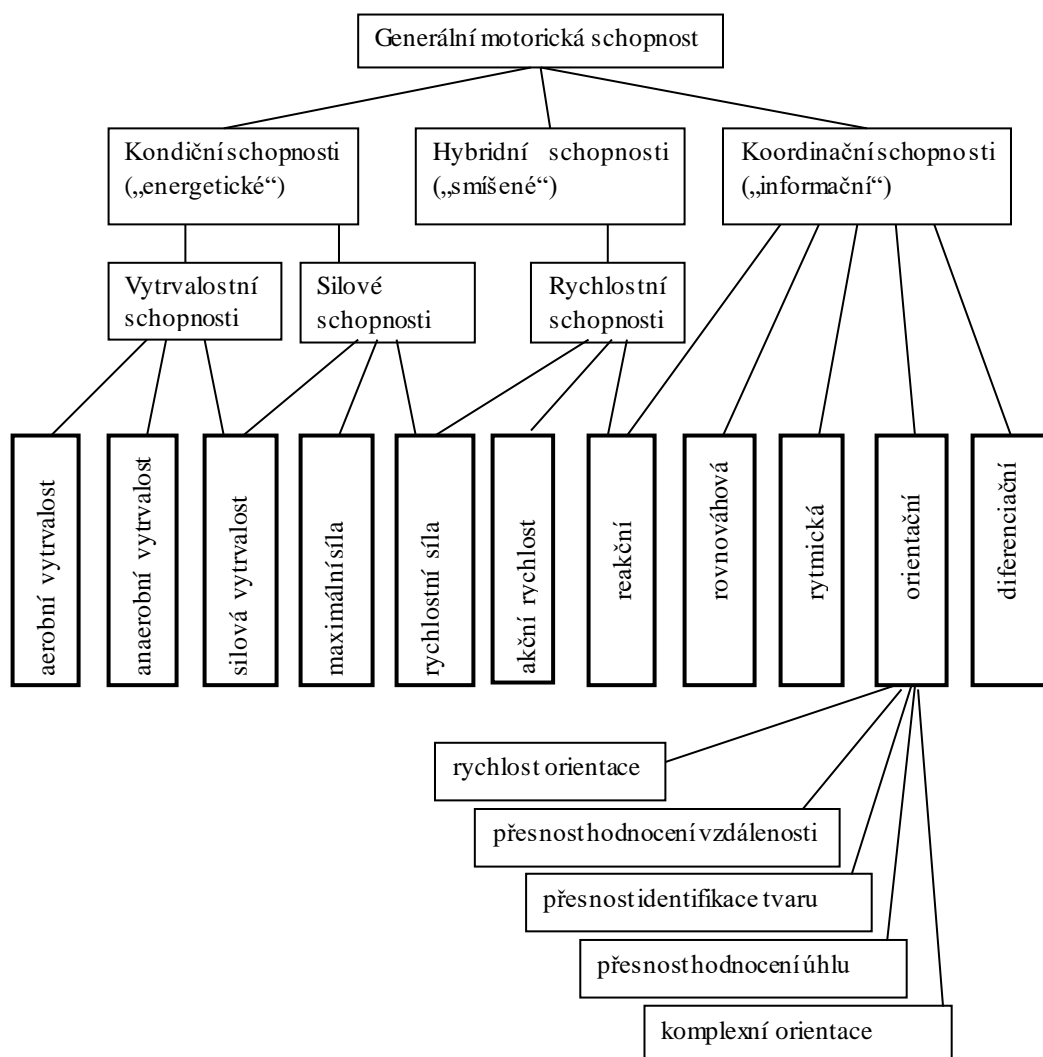 Generální motorická schopnost
Kondiční schopnosti
(„energetické“)
Hybridní schopnosti
(„smíšené“)
Koordinační schopnosti
(„informační“)
Vytrvalostní
schopnosti
Silové
schopnosti
Rychlostní
schopnosti
aerobní vytrvalost
anaerobní vytrvalost
silová vytrvalost
maximální síla
rychlostní síla
akční rychlost
reakční
rovnováhová
rytmická
orientační
diferenciační
rychlost orientace
přesnost hodnocení vzdálenosti
přesnost identifikace tvaru
přesnost hodnocení úhlu
komplexní orientace